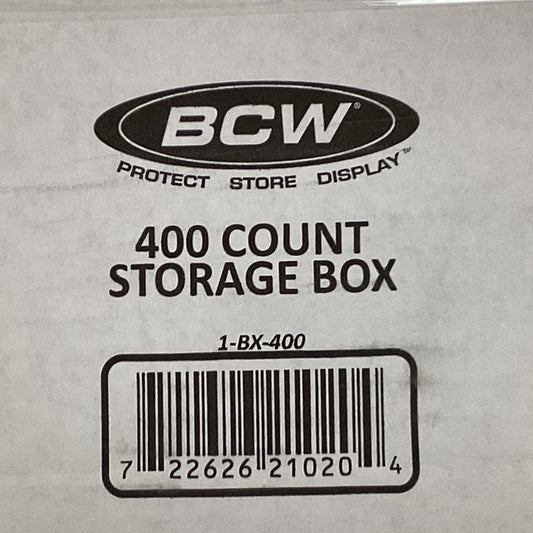 BCW®
PROTECT STORE DISPLAY™
400 COUNT
STORAGE BOX
1-BX-400
7 22626 21020 4